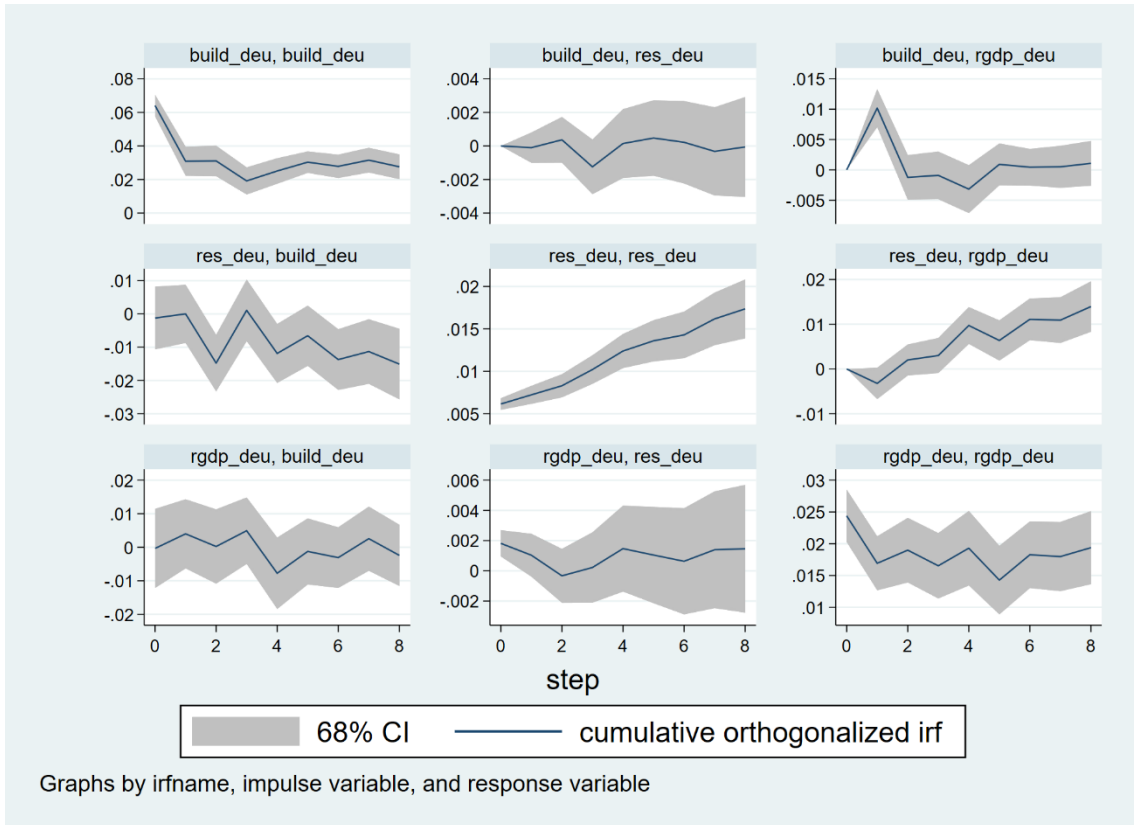 build_deu, build_deu
.08
.06
.04
.02
0
build_deu, res_deu
.004
.002
0
-.002
-.004
build_deu, rgdp_deu
.015
.01
.005
0
-.005
res_deu, build_deu
.01
0
-.01
-.02
-.03
res_deu, res_deu
.02
.015
.01
.005
res_deu, rgdp_deu
.02
.01
0
-.01
rgdp_deu, build_deu
.02
.01
0
-.01
-.02
0 2 4 6 8
rgdp_deu, res_deu
.006
.004
.002
0
-.002
0 2 4 6 8
rgdp_deu, rgdp_deu
.03
.025
.02
.015
.01
0 2 4 6 8
step
68% CI cumulative orthogonalized irf
Graphs by irfname, impulse variable, and response variable